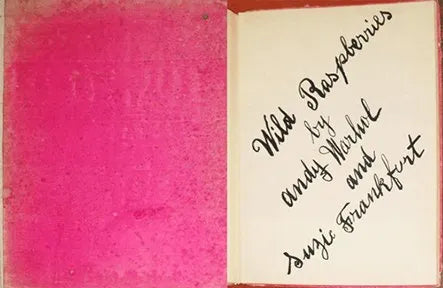 Wild Raspberries
by
andy Warhol
and
Suzie Frankfurt